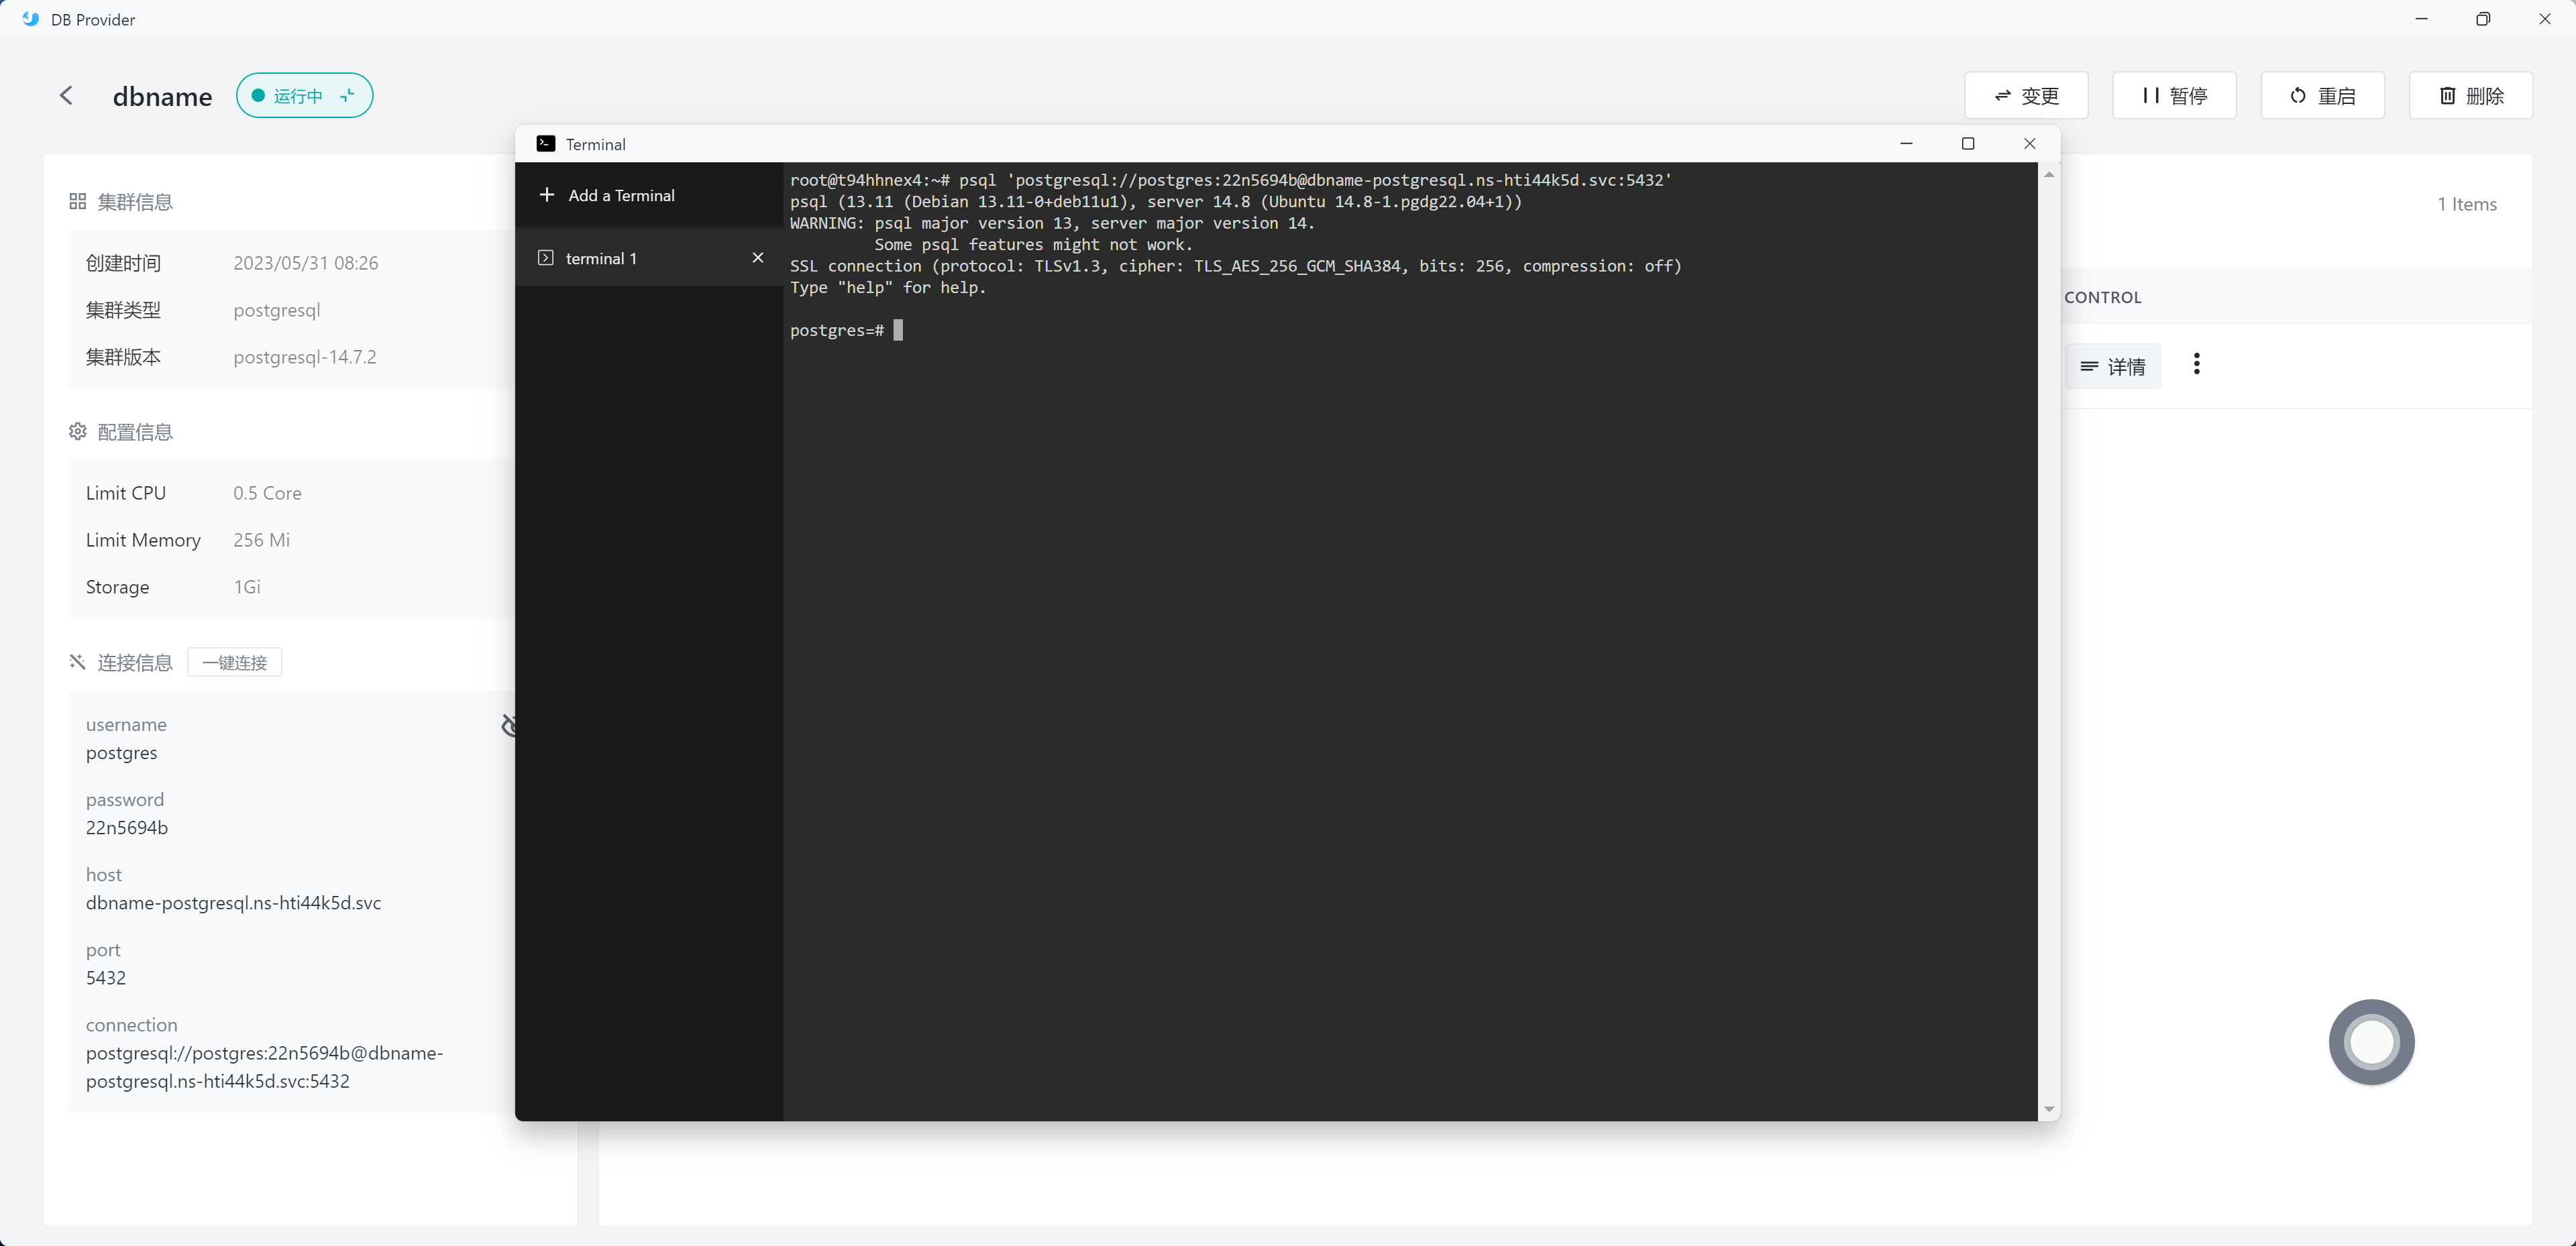 DB Provider
dbname
运行中
变更
暂停
重启
删除
集群信息
创建时间 2023/05/31 08:26
集群类型 postgresql
集群版本 postgresql-14.7.2
配置信息
Limit CPU 0.5 Core
Limit Memory 256 Mi
Storage 1Gi
连接信息 一键连接
username
postgres
password
22n5694b
host
dbname-postgresql.ns-hti44k5d.svc
port
5432
connection
postgresql://postgres:22n5694b@dbname-
postgresql.ns-hti44k5d.svc:5432
Terminal
Add a Terminal
terminal 1
root@t94hhnex4:~# psql 'postgresql://postgres:22n5694b@dbname-postgresql.ns-hti44k5d.svc:5432'
psql (13.11 (Debian 13.11-0+deb11u1), server 14.8 (Ubuntu 14.8-1.pgdg22.04+1))
WARNING: psql major version 13, server major version 14.
Some psql features might not work.
SSL connection (protocol: TLSv1.3, cipher: TLS_AES_256_GCM_SHA384, bits: 256, compression: off)
Type "help" for help.
postgres=#
1 Items
CONTROL
详情